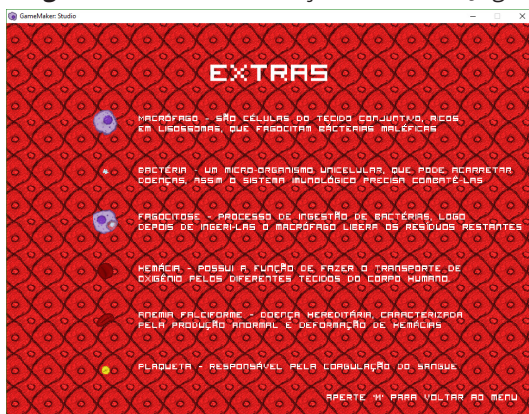 GameMaker: Studio
EXTRAS
MACRÓFAGO - SÃO CÉLULAS DO TECIDO CONJUNTIVO, RICOS
EM LISOSSOMAS, QUE FAGOCITAM BÁCTERIAS MALÉFICAS
BACTÉRIA - UM MICRO-ORGANISMO UNICELULAR, QUE PODE ACARRETAR
DOENÇAS, ASSIM O SISTEMA IMUNOLÓGICO PRECISA COMBATÊ-LAS
FAGOCITOSE - PROCESSO DE INGESTÃO DE BACTÉRIAS, LOGO
DEPOIS DE INGERI-LAS O MACRÓFAGO LIBERA OS RESÍDUOS RESTANTES
HEMÁCIA - POSSUI A FUNÇÃO DE FAZER O TRANSPORTE DE
OXIGÊNIO PELOS DIFERENTES TECIDOS DO CORPO HUMANO.
ANEMIA FALCIFORME - DOENÇA HEREDITÁRIA, CARACTERIZADA
PELA PRODUÇÃO ANORMAL E DEFORMAÇÃO DE HEMÁCIAS
PLAQUETA - RESPONSÁVEL PELA COAGULAÇÃO DO SANGUE
APERTE 'M' PARA VOLTAR AO MENU